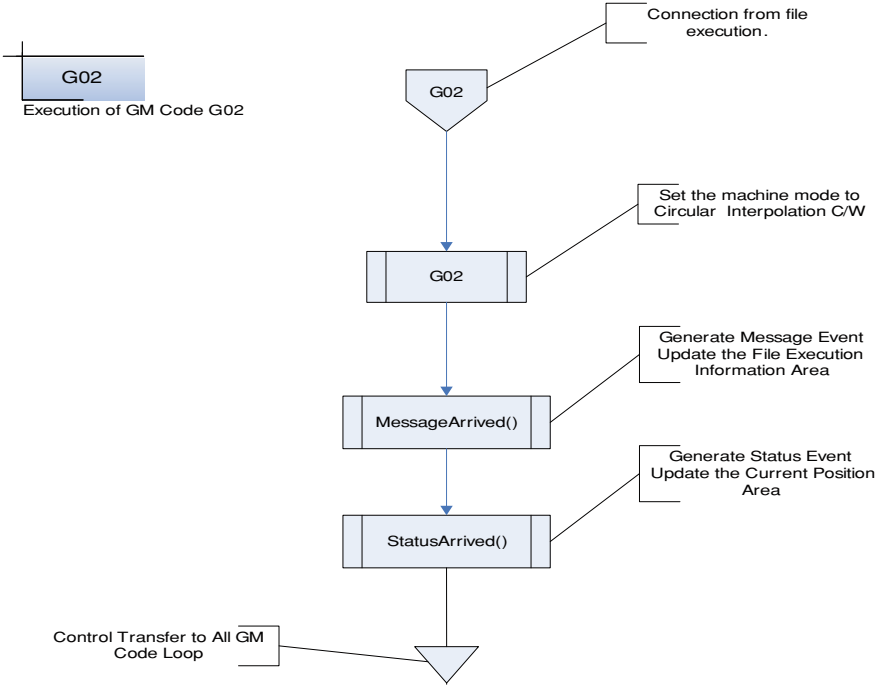 G02
Execution of GM Code G02
Connection from file
execution.
G02
Set the machine mode to
Circular Interpolation C/W
G02
Generate Message Event
Update the File Execution
Information Area
MessageArrived()
Generate Status Event
Update the Current Position
Area
StatusArrived()
Control Transfer to All GM
Code Loop